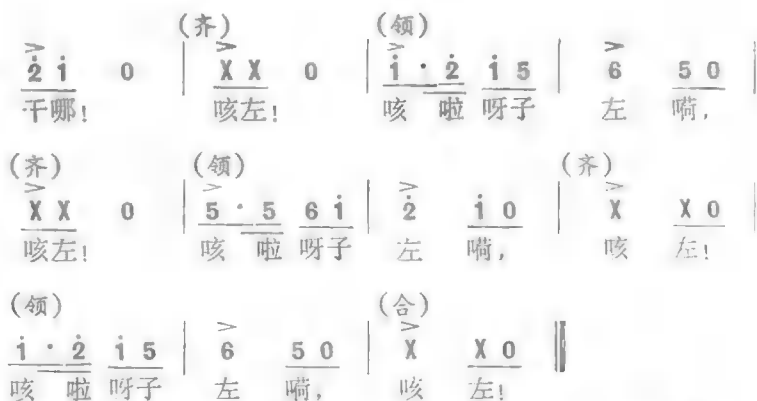 (齐) (领)
2̇ 1̇ 0 | X X 0 | 1̇ · 2̇ 1̇ 5 | 6 5 0 |
干哪! 咳左! 咳 啦 呀子 左 嗬,
(齐) (领) (齐)
X X 0 | 5 · 5 6 1̇ | 2̇ 1̇ 0 | X X 0 |
咳左! 咳 啦 呀子 左 嗬, 咳 左!
(领) (合)
1̇ · 2̇ 1̇ 5 | 6 5 0 | X X 0 ‖
咳 啦 呀子 左 嗬, 咳 左!